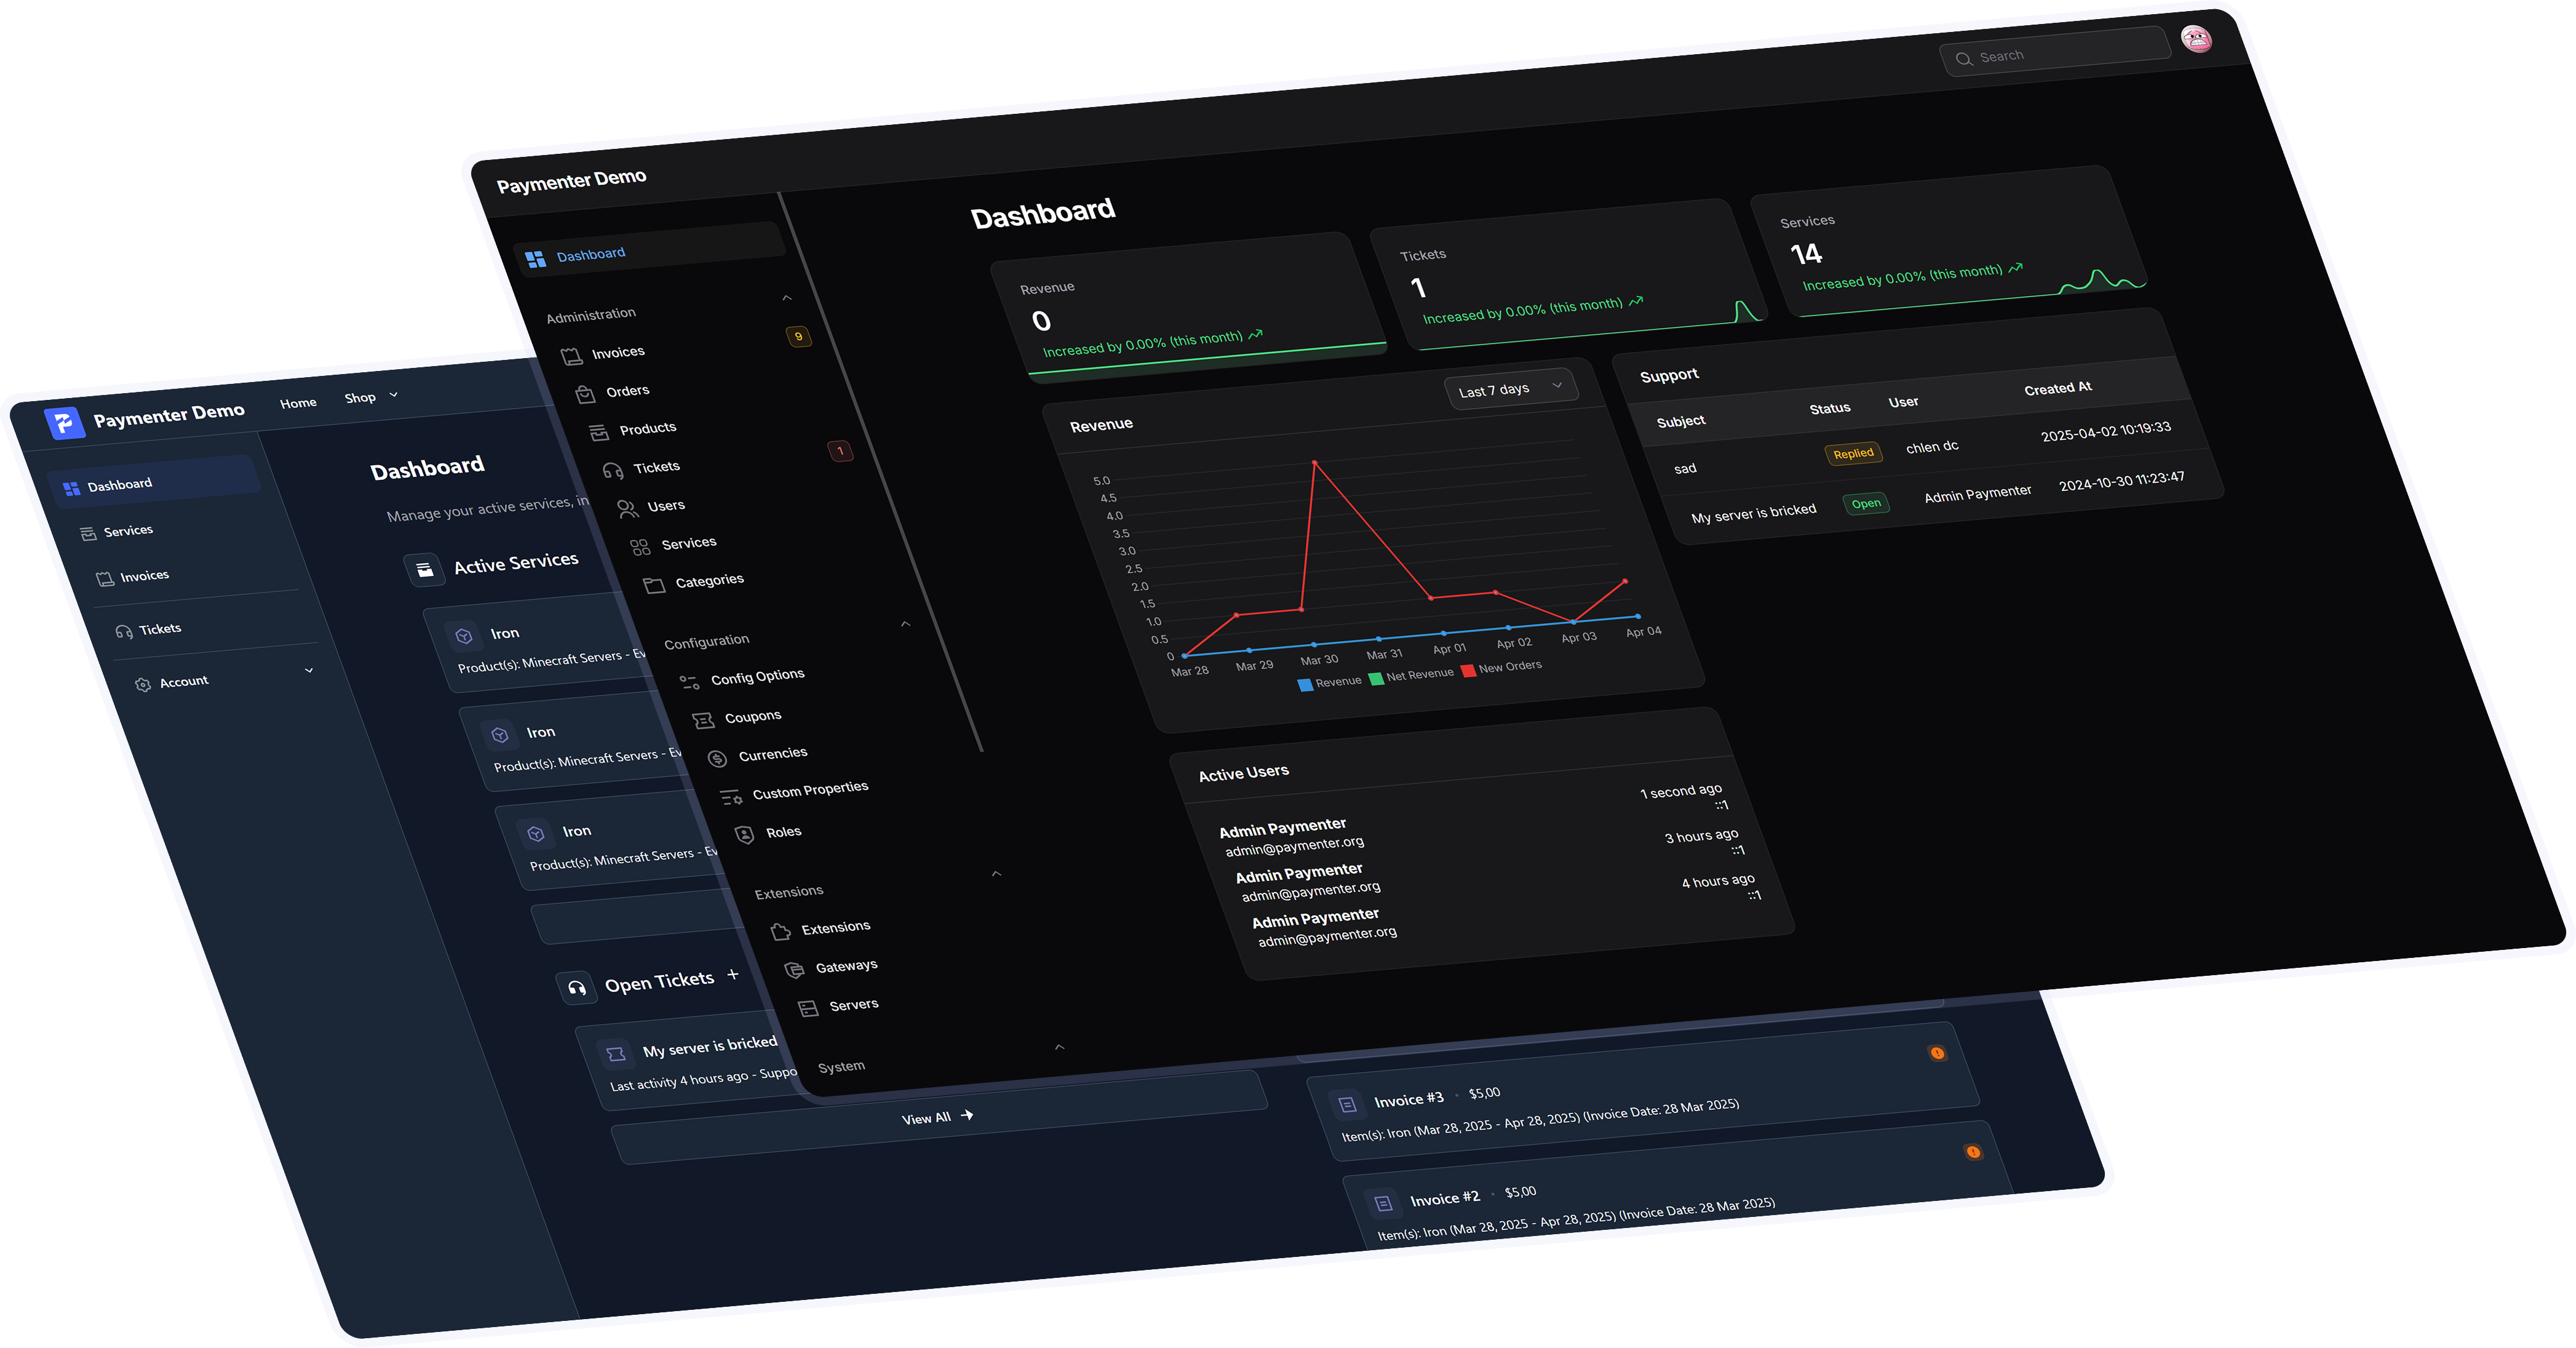 Search
Paymenter Demo
Dashboard
Administration
Invoices 9
Orders
Products
Tickets 1
Users
Services
Categories
Configuration
Config Options
Coupons
Currencies
Custom Properties
Roles
Extensions
Extensions
Gateways
Servers
System
Dashboard
Revenue
0
Increased by 0.00% (this month)
Tickets
1
Increased by 0.00% (this month)
Services
14
Increased by 0.00% (this month)
Revenue
Last 7 days
5.0
4.5
4.0
3.5
3.0
2.5
2.0
1.5
1.0
0.5
0
Mar 28 Mar 29 Mar 30 Mar 31 Apr 01 Apr 02 Apr 03 Apr 04
Revenue Net Revenue New Orders
Support
Subject Status User Created At
sad Replied chlen dc 2025-04-02 10:19:33
My server is bricked Open Admin Paymenter 2024-10-30 11:23:47
Active Users
Admin Paymenter 1 second ago
admin@paymenter.org ::1
Admin Paymenter 3 hours ago
admin@paymenter.org ::1
Admin Paymenter 4 hours ago
admin@paymenter.org ::1
Paymenter Demo Home Shop
Dashboard
Services
Invoices
Tickets
Account
Dashboard
Manage your active services, in
Active Services
Iron
Product(s): Minecraft Servers - Ev
Iron
Product(s): Minecraft Servers - Ev
Iron
Product(s): Minecraft Servers - Ev
Open Tickets +
My server is bricked
Last activity 4 hours ago - Suppo
View All
Invoice #3 • $5,00
Item(s): Iron (Mar 28, 2025 - Apr 28, 2025) (Invoice Date: 28 Mar 2025)
Invoice #2 • $5,00
Item(s): Iron (Mar 28, 2025 - Apr 28, 2025) (Invoice Date: 28 Mar 2025)